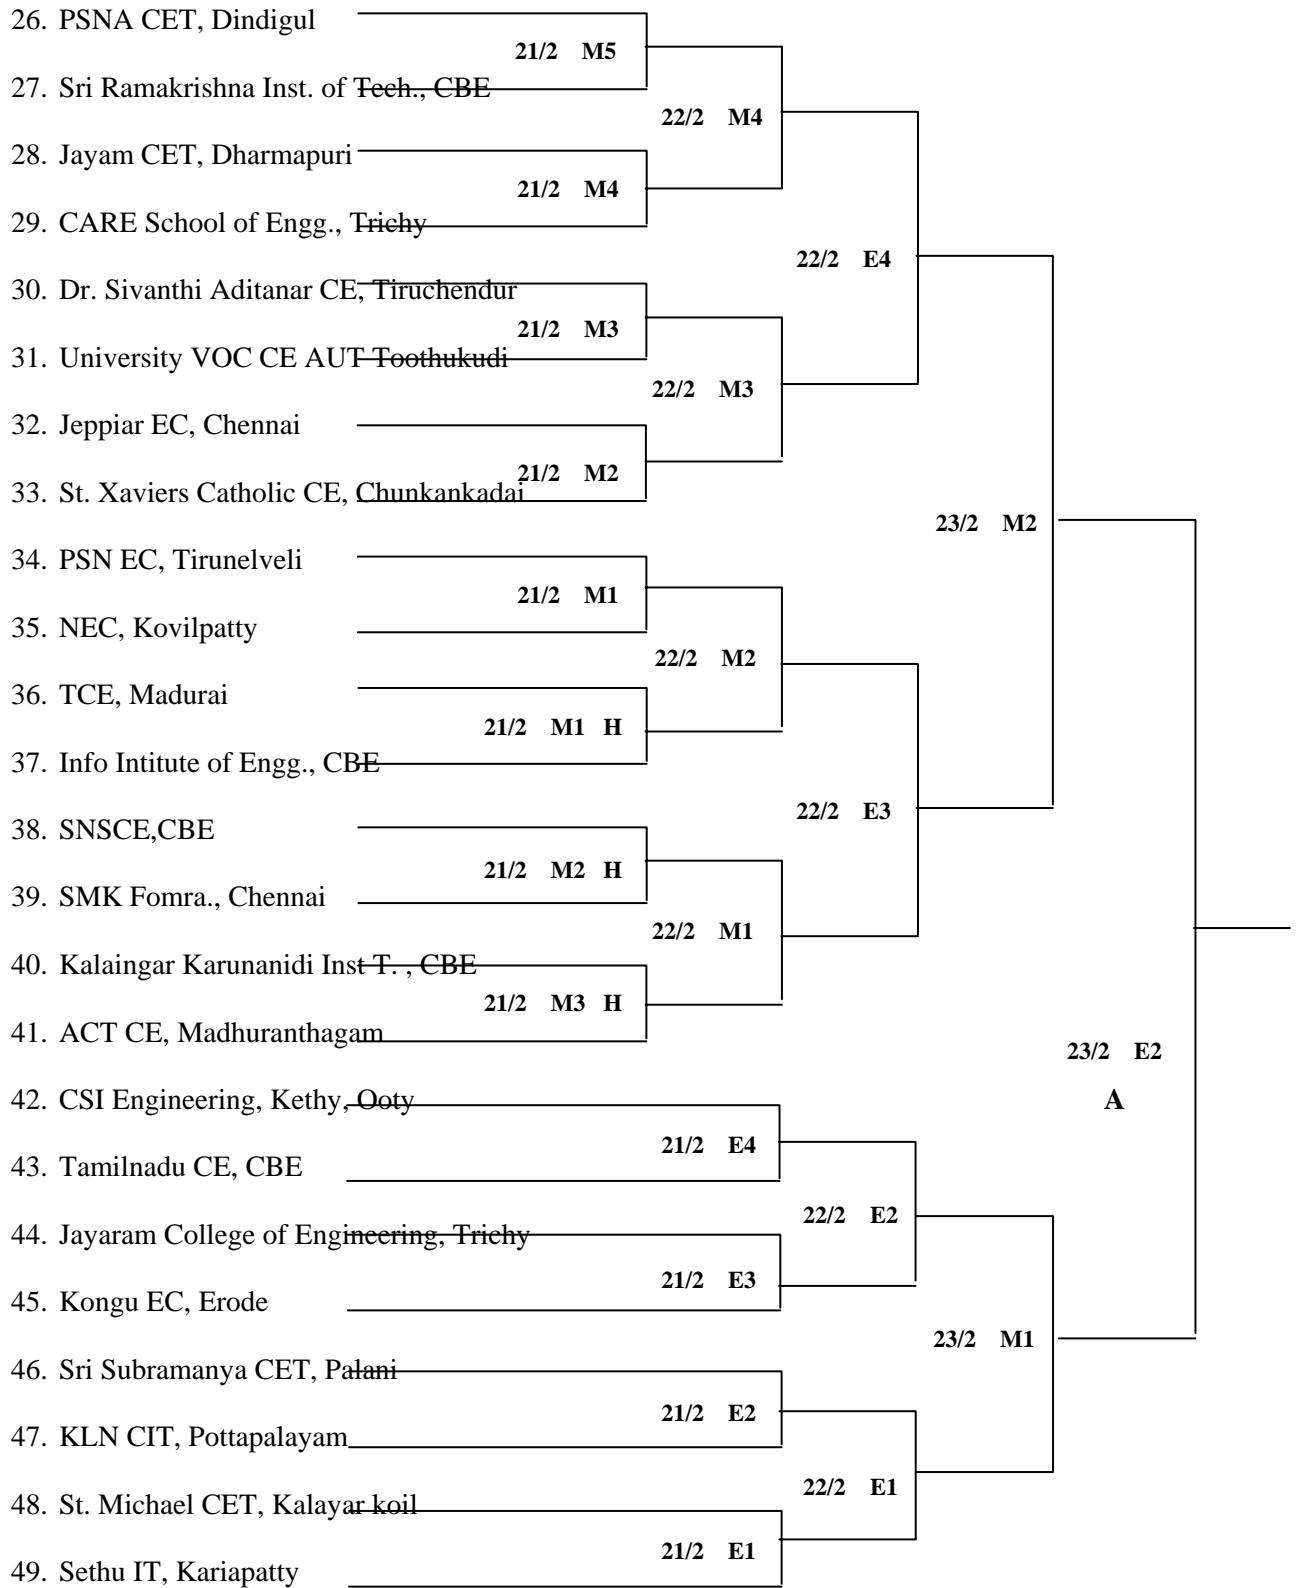 26. PSNA CET, Dindigul
21/2 M5
27. Sri Ramakrishna Inst. of Tech., CBE
22/2 M4
28. Jayam CET, Dharmapuri
21/2 M4
29. CARE School of Engg., Trichy
22/2 E4
30. Dr. Sivanthi Aditanar CE, Tiruchendur
21/2 M3
31. University VOC CE AUT Toothukudi
22/2 M3
32. Jeppiar EC, Chennai
21/2 M2
33. St. Xaviers Catholic CE, Chunkankadai
23/2 M2
34. PSN EC, Tirunelveli
21/2 M1
35. NEC, Kovilpatty
22/2 M2
36. TCE, Madurai
21/2 M1 H
37. Info Intitute of Engg., CBE
22/2 E3
38. SNSCE,CBE
21/2 M2 H
39. SMK Fomra., Chennai
22/2 M1
40. Kalaingar Karunanidi Inst T. , CBE
21/2 M3 H
41. ACT CE, Madhuranthagam
23/2 E2
42. CSI Engineering, Kethy, Ooty
A
21/2 E4
43. Tamilnadu CE, CBE
22/2 E2
44. Jayaram College of Engineering, Trichy
21/2 E3
45. Kongu EC, Erode
23/2 M1
46. Sri Subramanya CET, Palani
21/2 E2
47. KLN CIT, Pottapalayam
22/2 E1
48. St. Michael CET, Kalayar koil
21/2 E1
49. Sethu IT, Kariapatty